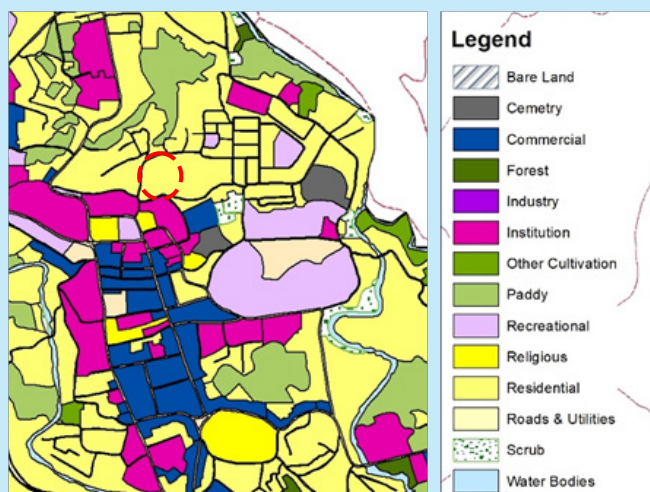 Legend
Bare Land
Cemetry
Commercial
Forest
Industry
Institution
Other Cultivation
Paddy
Recreational
Religious
Residential
Roads & Utilities
Scrub
Water Bodies